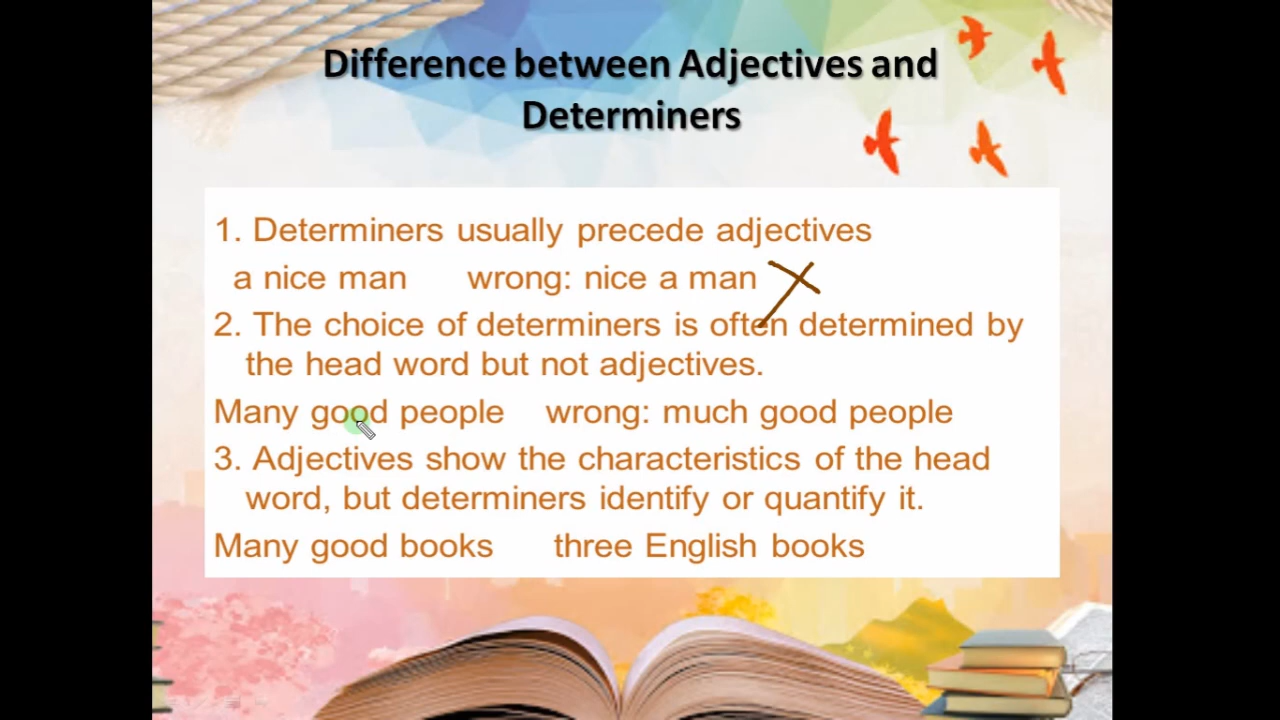 Difference between Adjectives and
Determiners
1. Determiners usually precede adjectives
a nice man wrong: nice a man
2. The choice of determiners is often determined by
the head word but not adjectives.
Many good people wrong: much good people
3. Adjectives show the characteristics of the head
word, but determiners identify or quantify it.
Many good books three English books